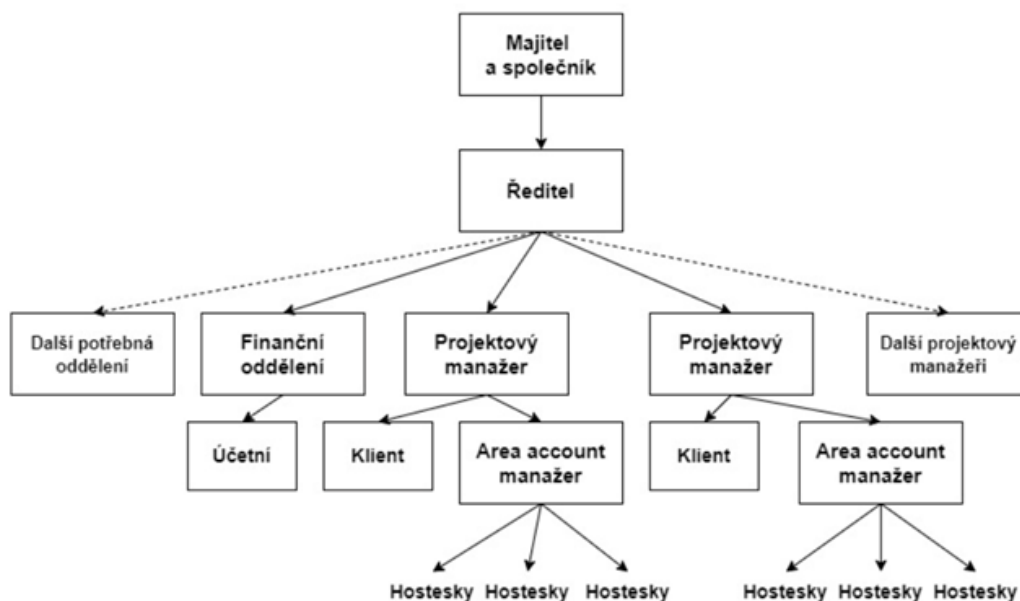 Majitel
a společník
Ředitel
Další potřebná
oddělení
Finanční
oddělení
Projektový
manažer
Projektový
manažer
Další projektový
manažeři
Účetní
Klient
Area account
manažer
Klient
Area account
manažer
Hostesky Hostesky Hostesky
Hostesky Hostesky Hostesky